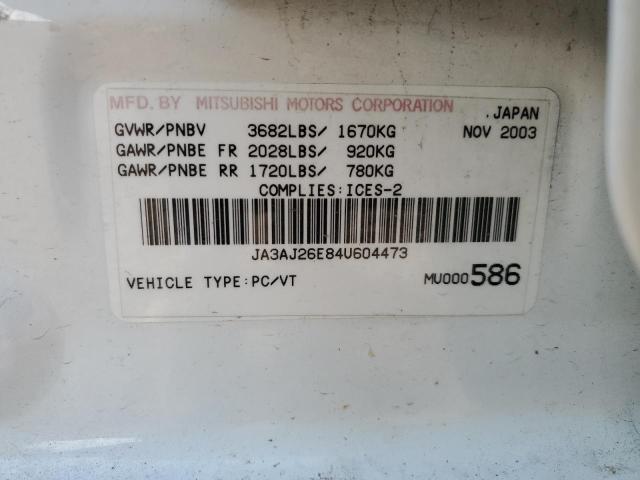 MFD. BY MITSUBISHI MOTORS CORPORATION
.JAPAN
GVWR/PNBV 3682LBS/ 1670KG NOV 2003
GAWR/PNBE FR 2028LBS/ 920KG
GAWR/PNBE RR 1720LBS/ 780KG
COMPLIES:ICES-2
JA3AJ26E84U604473
VEHICLE TYPE:PC/VT MU000586